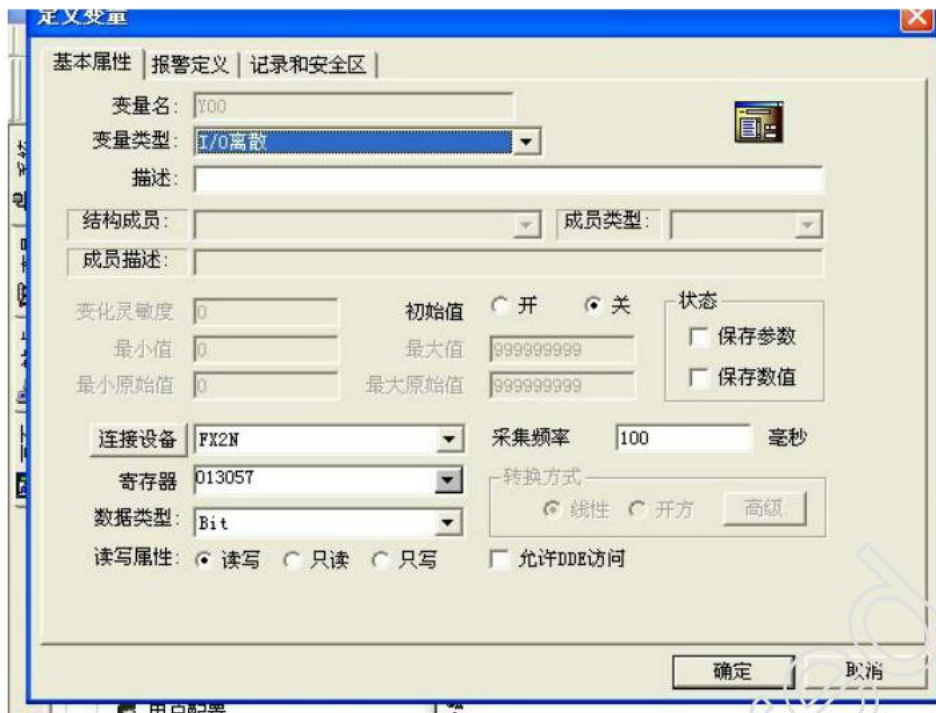 定义变量
基本属性 报警定义 记录和安全区
变量名: Y00
变量类型: I/O离散
描述:
结构成员: 成员类型:
成员描述:
变化灵敏度 0 初始值 开 关 状态
最小值 0 最大值 999999999 保存参数
最小原始值 0 最大原始值 999999999 保存数值
连接设备 FX2N 采集频率 100 毫秒
寄存器 013057 转换方式
线性 开方 高级
数据类型: Bit
读写属性: 读写 只读 只写 允许DDE访问
确定 取消
用户配置